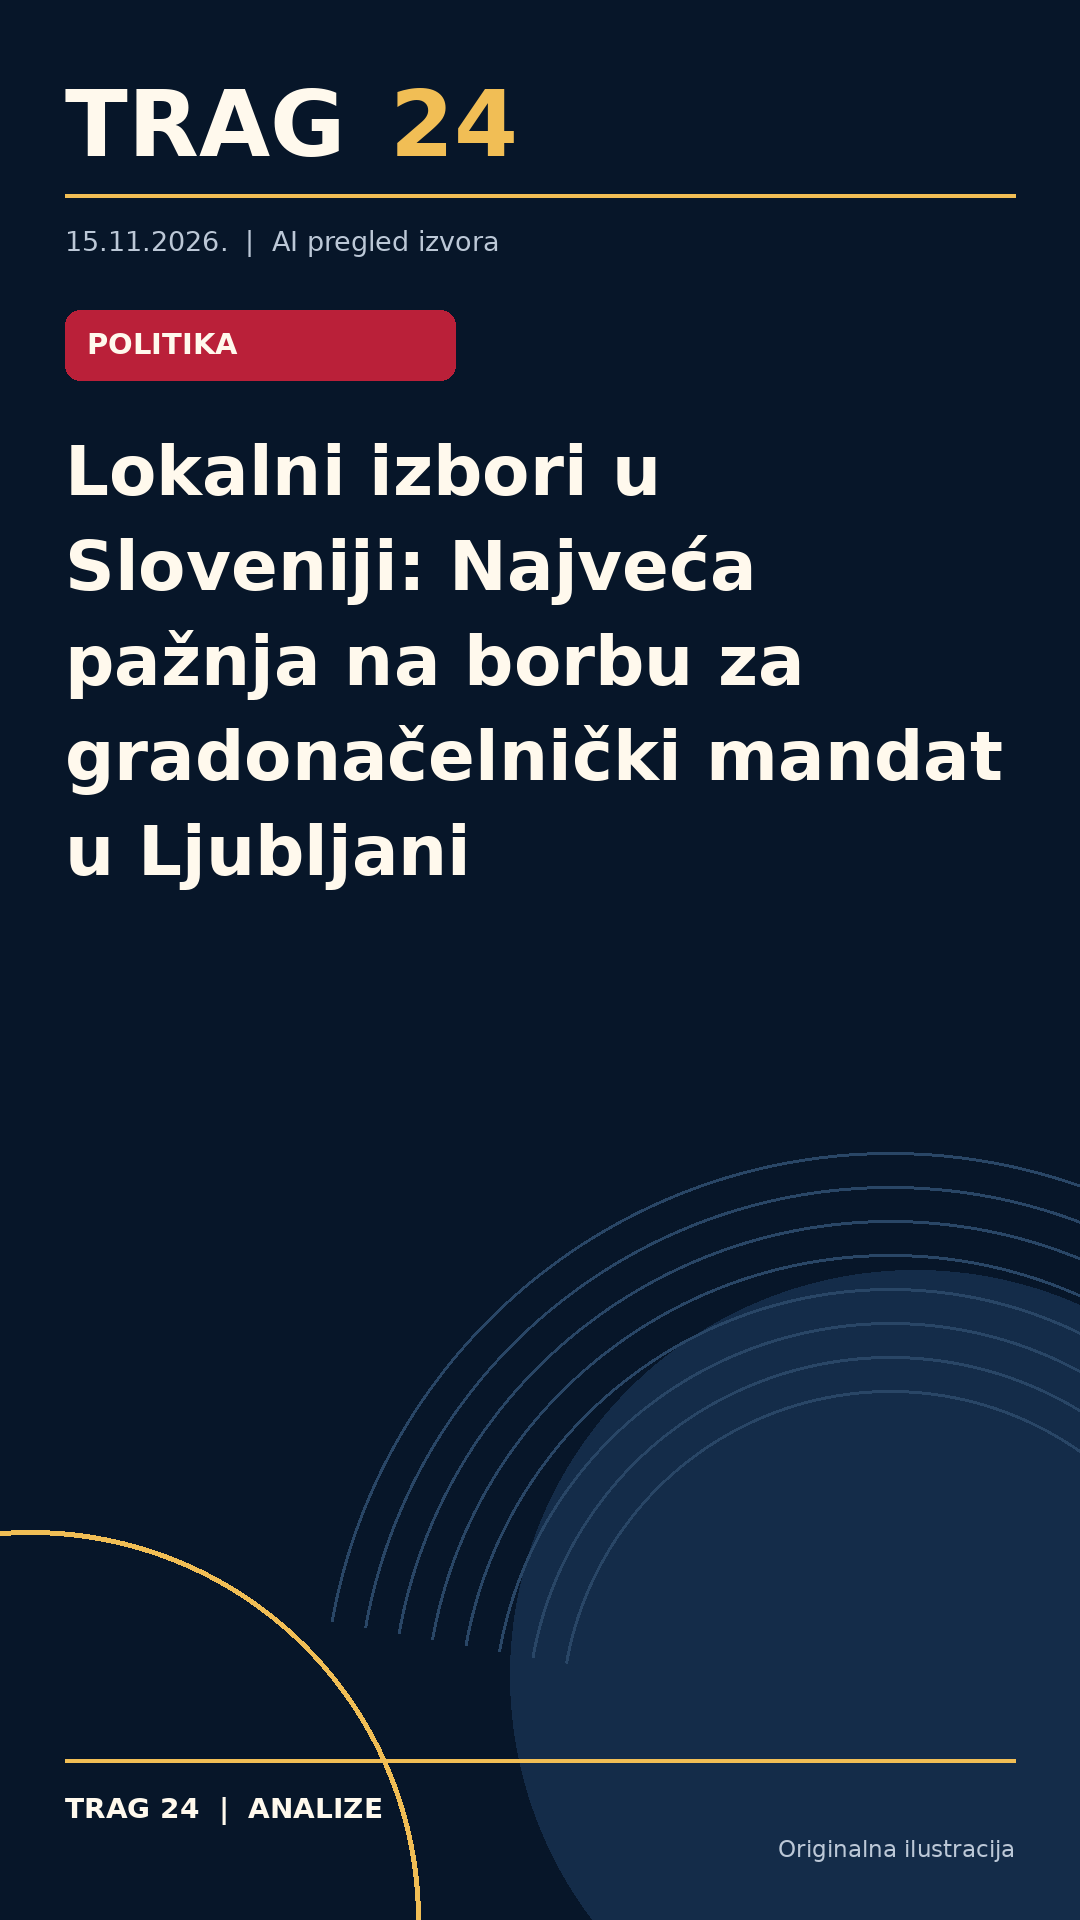 TRAG 24
15.11.2026. | AI pregled izvora
POLITIKA
Lokalni izbori u
Sloveniji: Najveća
pažnja na borbu za
gradonačelnički mandat
u Ljubljani
TRAG 24 | ANALIZE
Originalna ilustracija